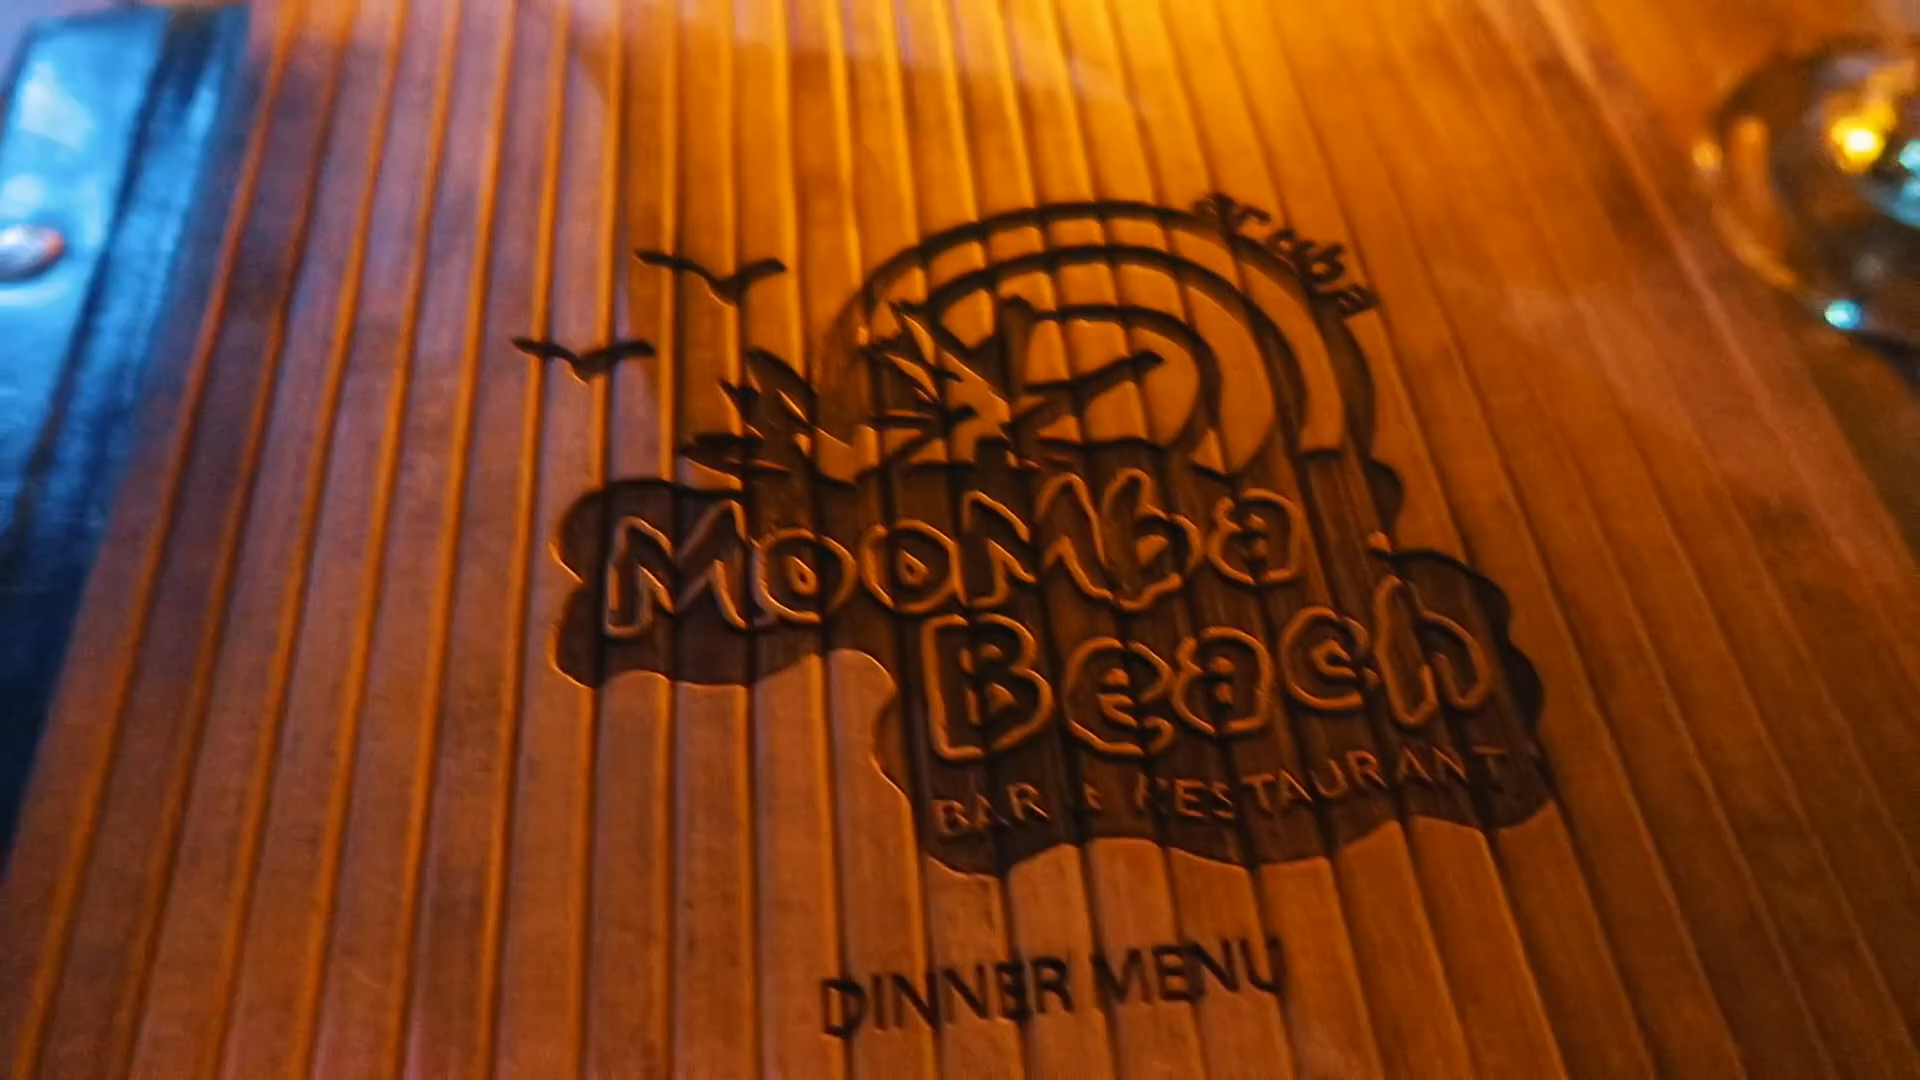 aruba
MooMba
Beach
BAR & RESTAURANT
DINNER MENU